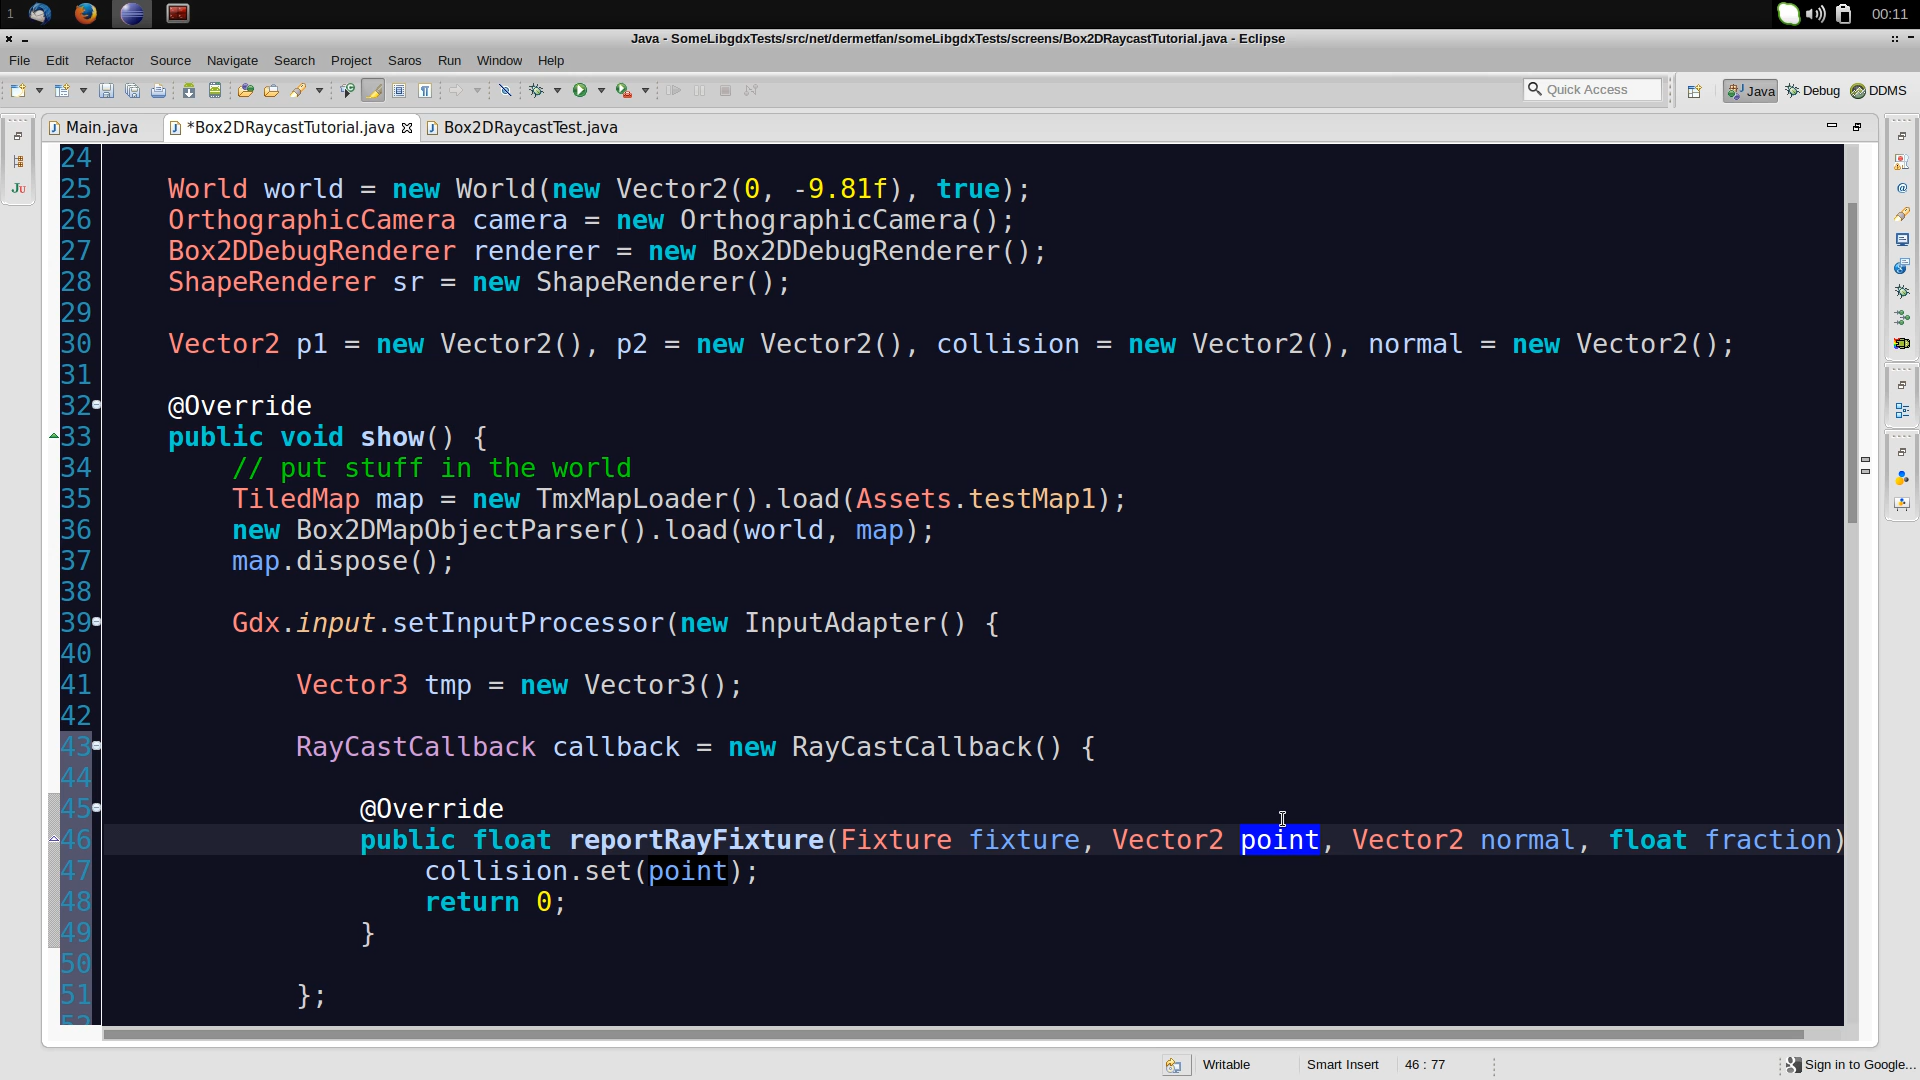 1
00:11
Java - SomeLibgdxTests/src/net/dermetfan/someLibgdxTests/screens/Box2DRaycastTutorial.java - Eclipse
File Edit Refactor Source Navigate Search Project Saros Run Window Help
Quick Access
Java Debug DDMS
Main.java *Box2DRaycastTutorial.java Box2DRaycastTest.java
24
25 World world = new World(new Vector2(0, -9.81f), true);
26 OrthographicCamera camera = new OrthographicCamera();
27 Box2DDebugRenderer renderer = new Box2DDebugRenderer();
28 ShapeRenderer sr = new ShapeRenderer();
29
30 Vector2 p1 = new Vector2(), p2 = new Vector2(), collision = new Vector2(), normal = new Vector2();
31
32 @Override
33 public void show() {
34 // put stuff in the world
35 TiledMap map = new TmxMapLoader().load(Assets.testMap1);
36 new Box2DMapObjectParser().load(world, map);
37 map.dispose();
38
39 Gdx.input.setInputProcessor(new InputAdapter() {
40
41 Vector3 tmp = new Vector3();
42
43 RayCastCallback callback = new RayCastCallback() {
44
45 @Override
46 public float reportRayFixture(Fixture fixture, Vector2 point, Vector2 normal, float fraction)
47 collision.set(point);
48 return 0;
49 }
50
51 };
52
Writable Smart Insert 46 : 77 Sign in to Google...